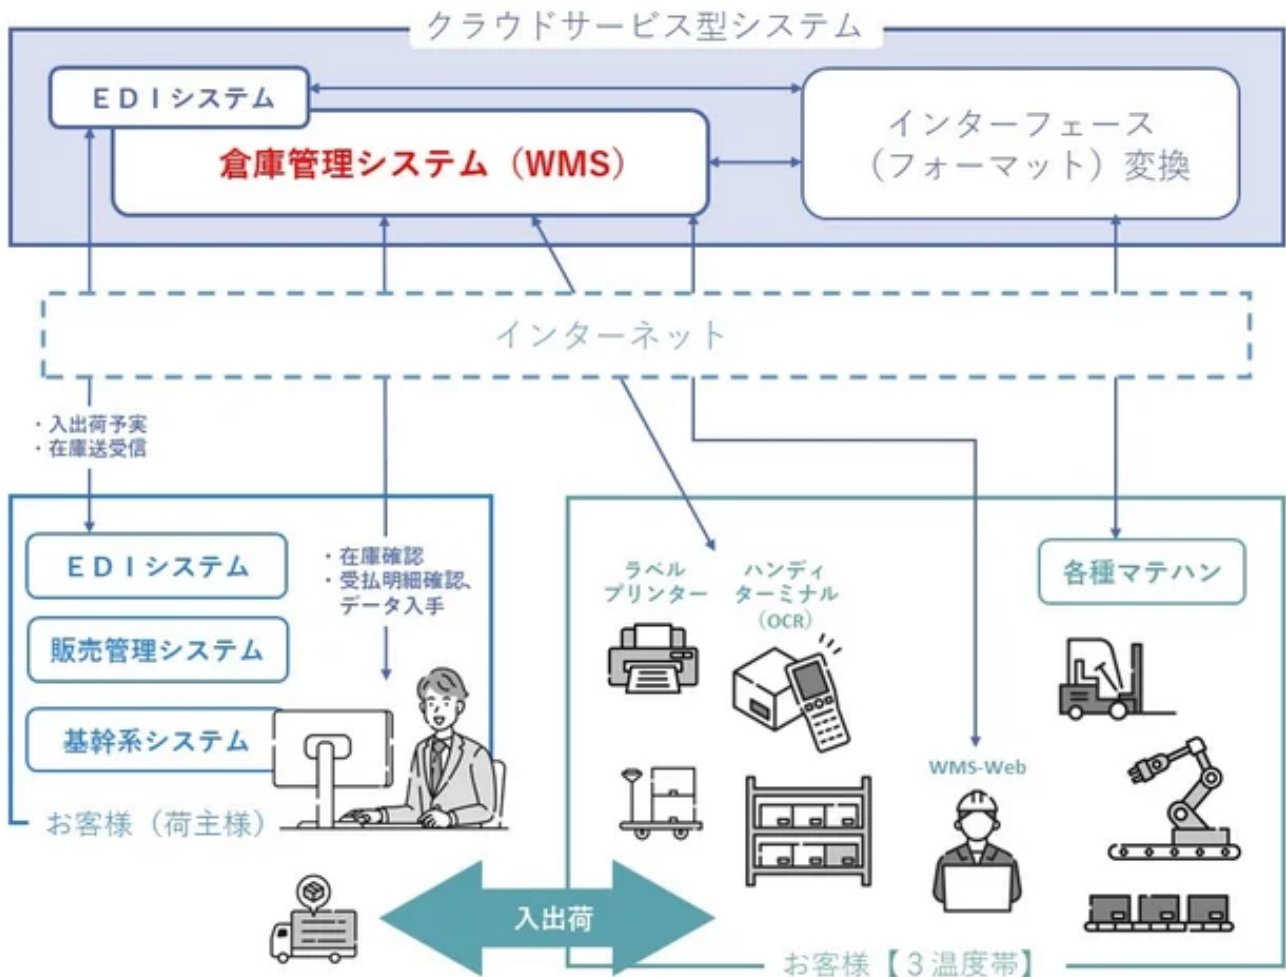 クラウドサービス型システム
ＥＤＩシステム
倉庫管理システム（WMS）
インターフェース
（フォーマット）変換
インターネット
・入出荷予実
・在庫送受信
ＥＤＩシステム
販売管理システム
基幹系システム
・在庫確認
・受払明細確認、
データ入手
お客様（荷主様）
ラベル
プリンター
ハンディ
ターミナル
（OCR）
各種マテハン
WMS-Web
入出荷
お客様【３温度帯】